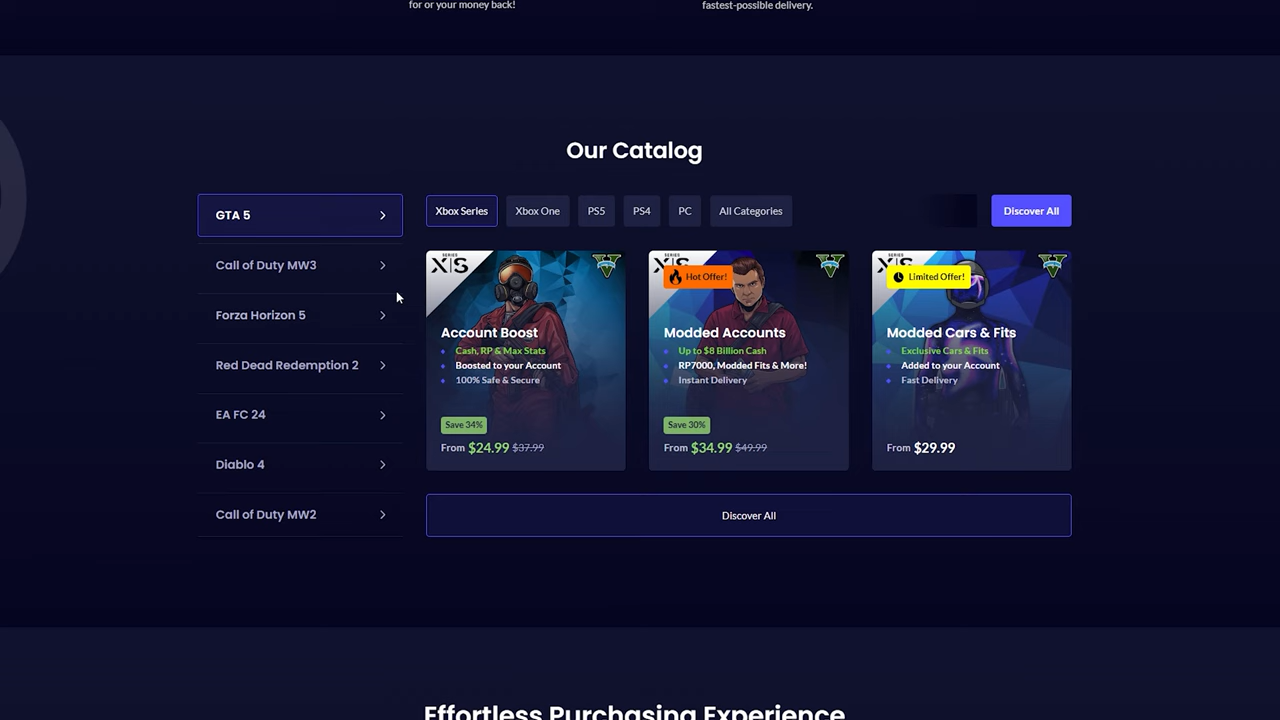 for or your money back!
fastest-possible delivery.
Our Catalog
GTA 5
Call of Duty MW3
Forza Horizon 5
Red Dead Redemption 2
EA FC 24
Diablo 4
Call of Duty MW2
Xbox Series
Xbox One
PS5
PS4
PC
All Categories
Discover All
SERIES
X|S
V
Account Boost
Cash, RP & Max Stats
Boosted to your Account
100% Safe & Secure
Save 34%
From $24.99 $37.99
SERIES
X|S
Hot Offer!
V
Modded Accounts
Up to $8 Billion Cash
RP7000, Modded Fits & More!
Instant Delivery
Save 30%
From $34.99 $49.99
SERIES
X|S
Limited Offer!
V
Modded Cars & Fits
Exclusive Cars & Fits
Added to your Account
Fast Delivery
From $29.99
Discover All
Effortless Purchasing Experience